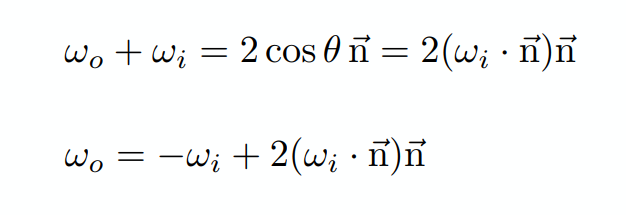 ωₒ + ωᵢ = 2 cos θ n⃗ = 2(ωᵢ · n⃗)n⃗
ωₒ = −ωᵢ + 2(ωᵢ · n⃗)n⃗